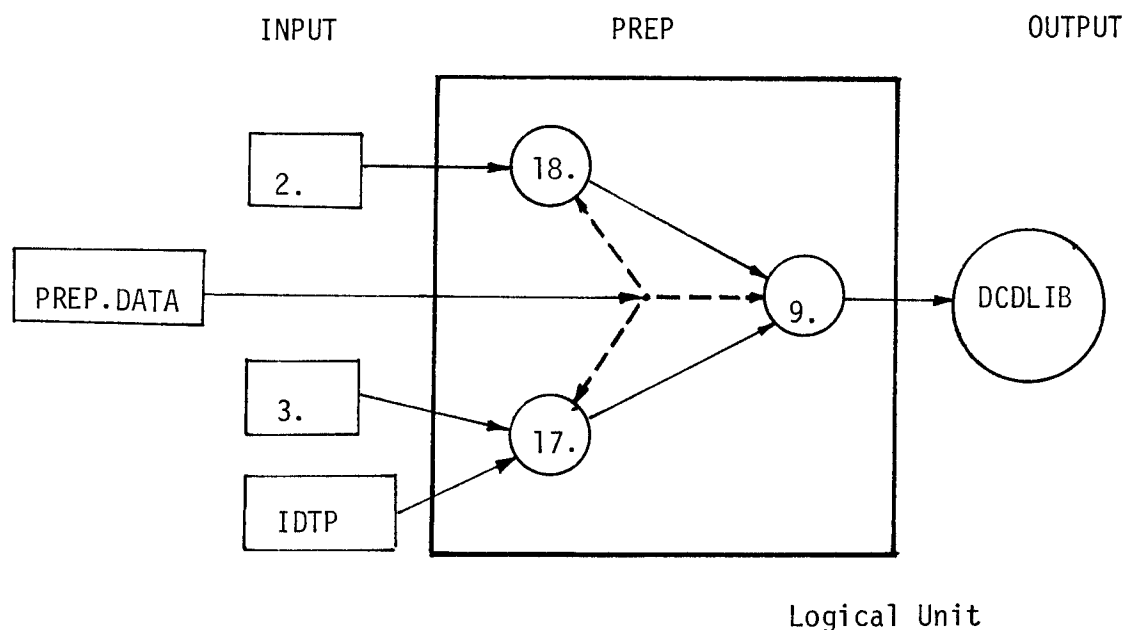 INPUT PREP OUTPUT
2.
18.
PREP.DATA
9.
DCDLIB
3.
17.
IDTP
Logical Unit